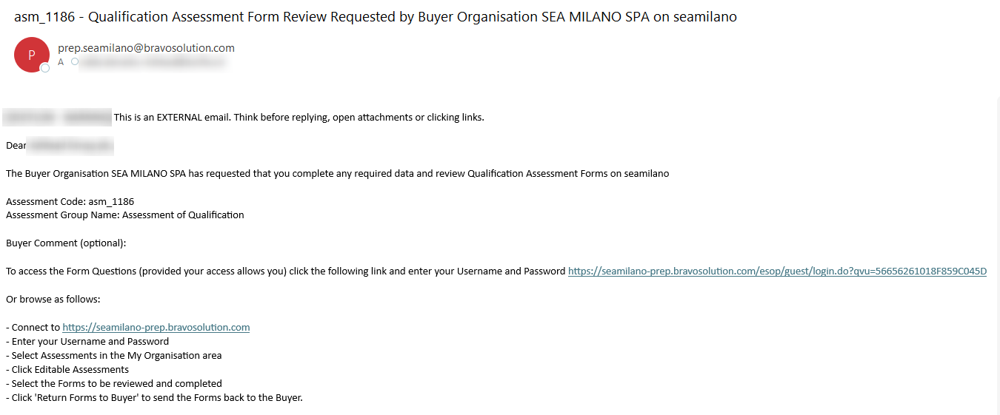 asm_1186 - Qualification Assessment Form Review Requested by Buyer Organisation SEA MILANO SPA on seamilano
P
prep.seamilano@bravosolution.com
A
This is an EXTERNAL email. Think before replying, open attachments or clicking links.
Dear
The Buyer Organisation SEA MILANO SPA has requested that you complete any required data and review Qualification Assessment Forms on seamilano
Assessment Code: asm_1186
Assessment Group Name: Assessment of Qualification
Buyer Comment (optional):
To access the Form Questions (provided your access allows you) click the following link and enter your Username and Password https://seamilano-prep.bravosolution.com/esop/guest/login.do?qvu=56656261018F859C045D
Or browse as follows:
- Connect to https://seamilano-prep.bravosolution.com
- Enter your Username and Password
- Select Assessments in the My Organisation area
- Click Editable Assessments
- Select the Forms to be reviewed and completed
- Click 'Return Forms to Buyer' to send the Forms back to the Buyer.